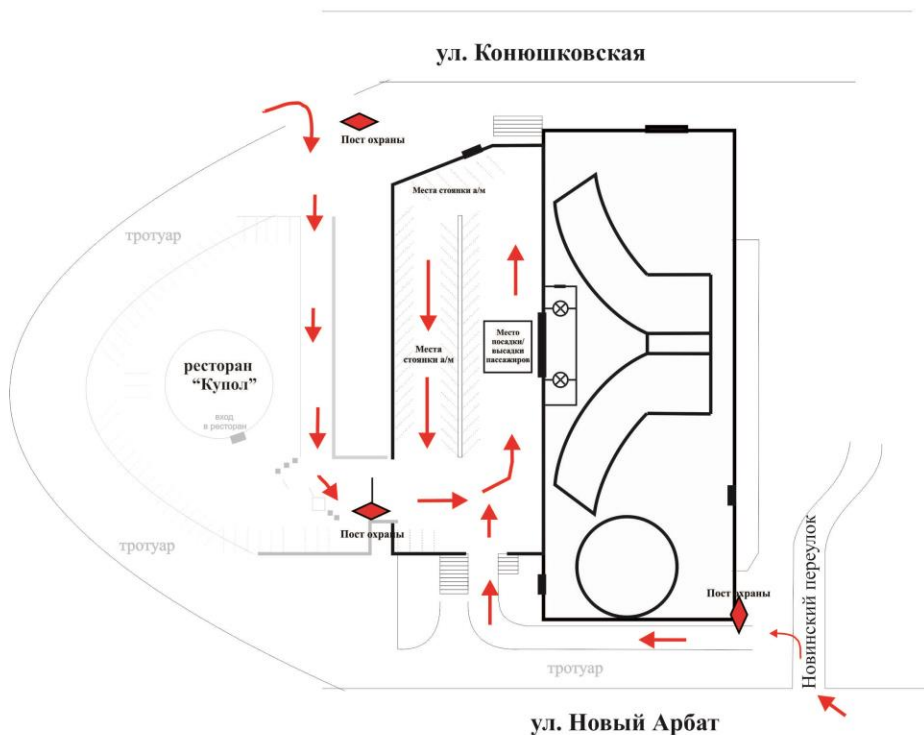 ул. Конюшковская
Пост охраны
Места стоянки а/м
тротуар
Место
посадки/
высадки
пассажиров
Места
стоянки а/м
ресторан
“Купол”
вход
в ресторан
Пост охраны
тротуар
Пост охраны
Новинский переулок
тротуар
ул. Новый Арбат